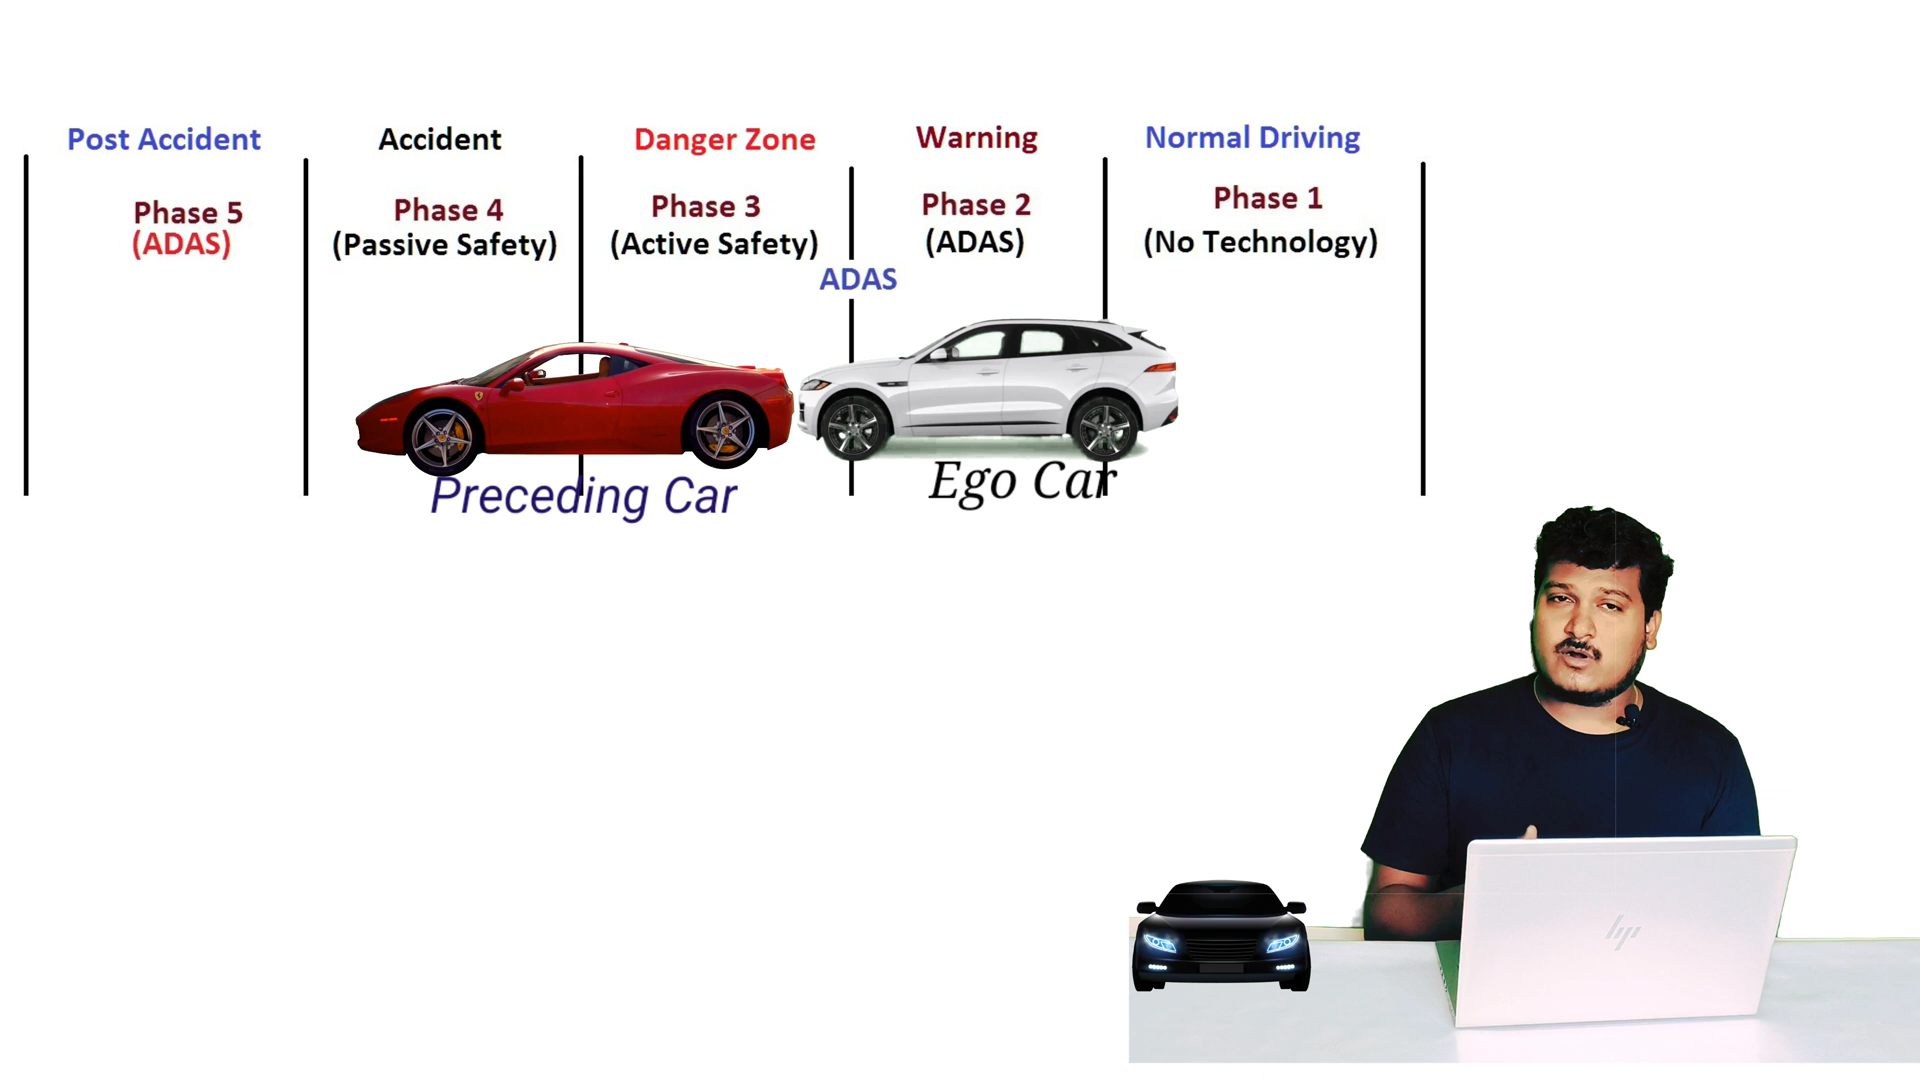 Post Accident
Accident
Danger Zone
Warning
Normal Driving
Phase 5
(ADAS)
Phase 4
(Passive Safety)
Phase 3
(Active Safety)
Phase 2
(ADAS)
Phase 1
(No Technology)
ADAS
Preceding Car
Ego Car
hp